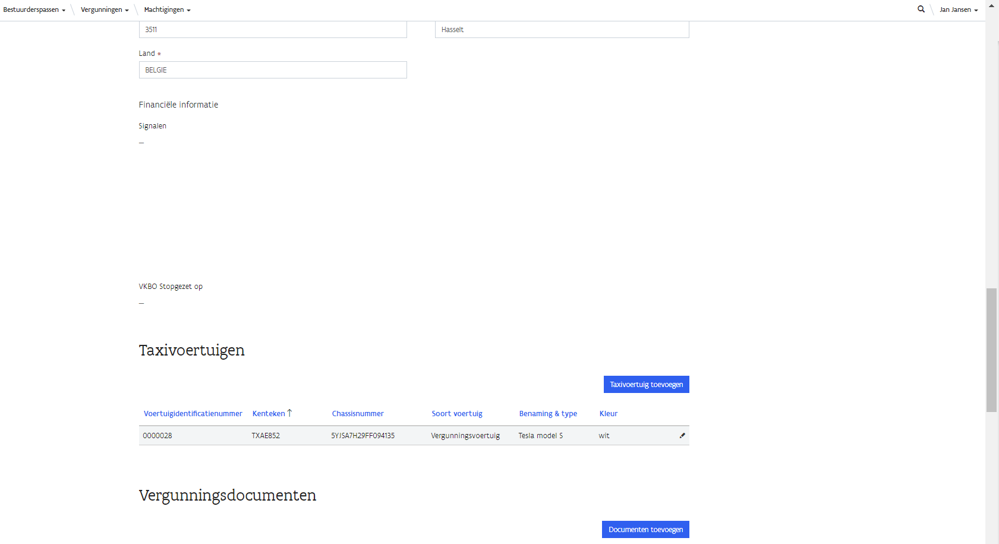 Bestuurderspassen Vergunningen Machtigingen Jan Jansen
3511 Hasselt
Land *
BELGIE
Financiële informatie
Signalen
—
VKBO Stopgezet op
—
Taxivoertuigen
Taxivoertuig toevoegen
Voertuigidentificatienummer Kenteken ↑ Chassisnummer Soort voertuig Benaming & type Kleur
0000028 TXAE852 5YJSA7H29FF094135 Vergunningsvoertuig Tesla model S wit
Vergunningsdocumenten
Documenten toevoegen